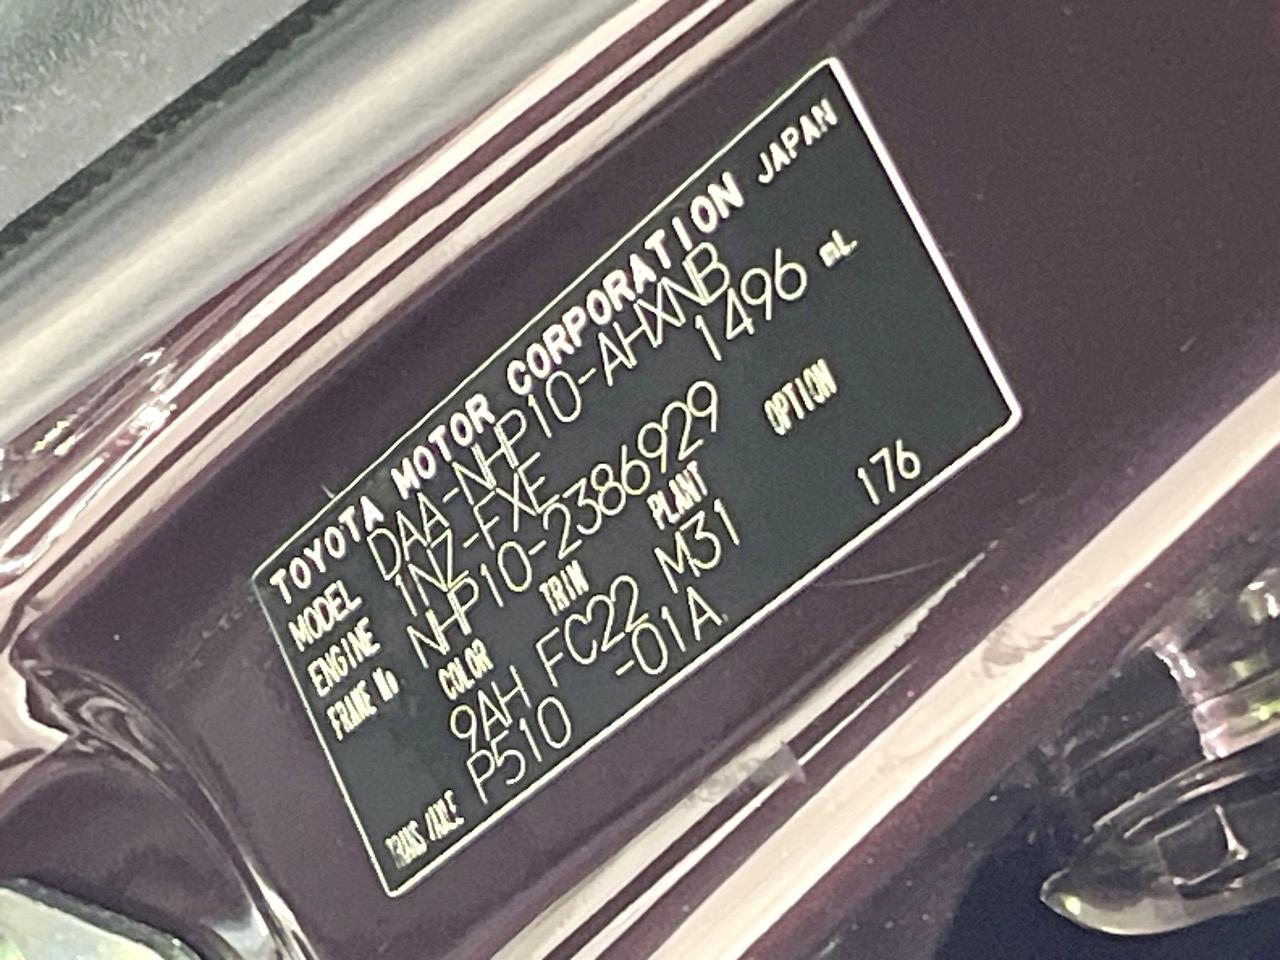 TOYOTA MOTOR CORPORATION JAPAN
MODEL DAA-NHP10-AHXNB
ENGINE 1NZ-FXE 1496 mL
FRAME No NHP10-2386929
COLOR TRIM PLANT OPTION
9AH FC22 M31 176
TRANS/AXLE P510 -01A